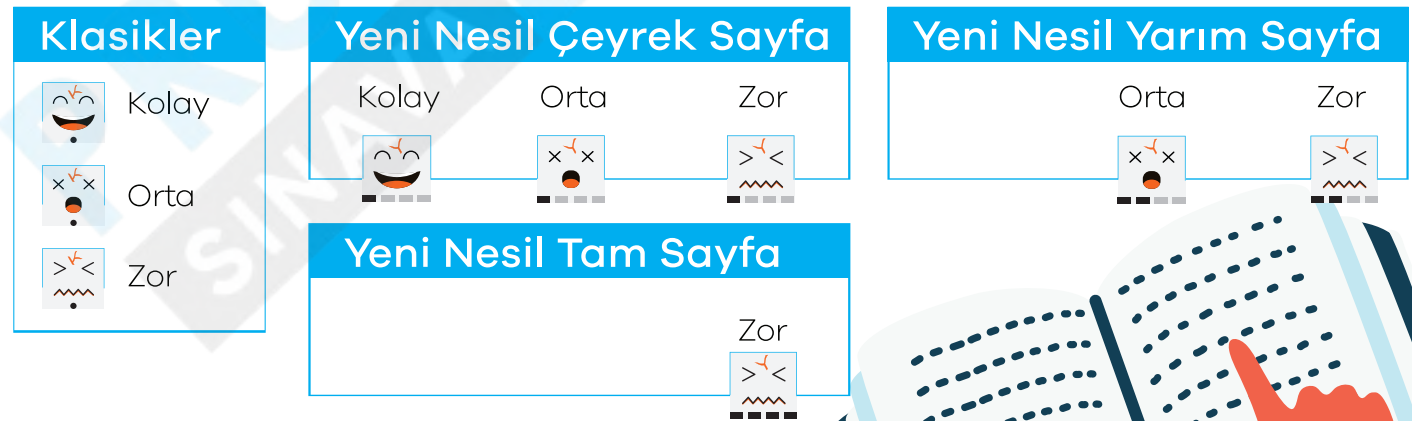 Klasikler
Kolay
Orta
Zor
Yeni Nesil Çeyrek Sayfa
Kolay Orta Zor
Yeni Nesil Yarım Sayfa
Orta Zor
Yeni Nesil Tam Sayfa
Zor